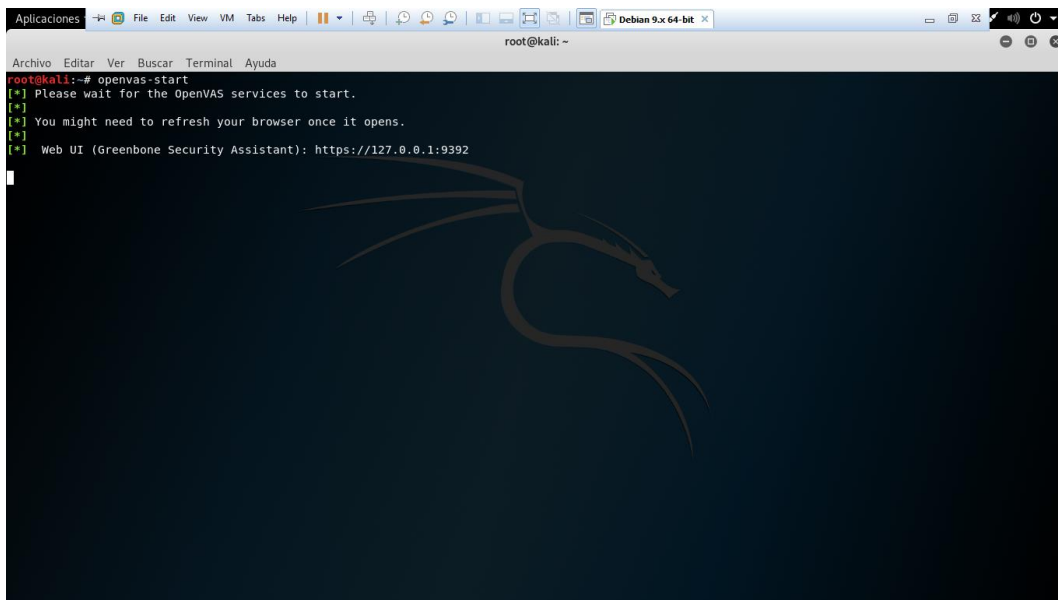 Aplicaciones File Edit View VM Tabs Help Debian 9.x 64-bit
root@kali: ~
Archivo Editar Ver Buscar Terminal Ayuda
root@kali:~# openvas-start
[*] Please wait for the OpenVAS services to start.
[*]
[*] You might need to refresh your browser once it opens.
[*]
[*]  Web UI (Greenbone Security Assistant): https://127.0.0.1:9392